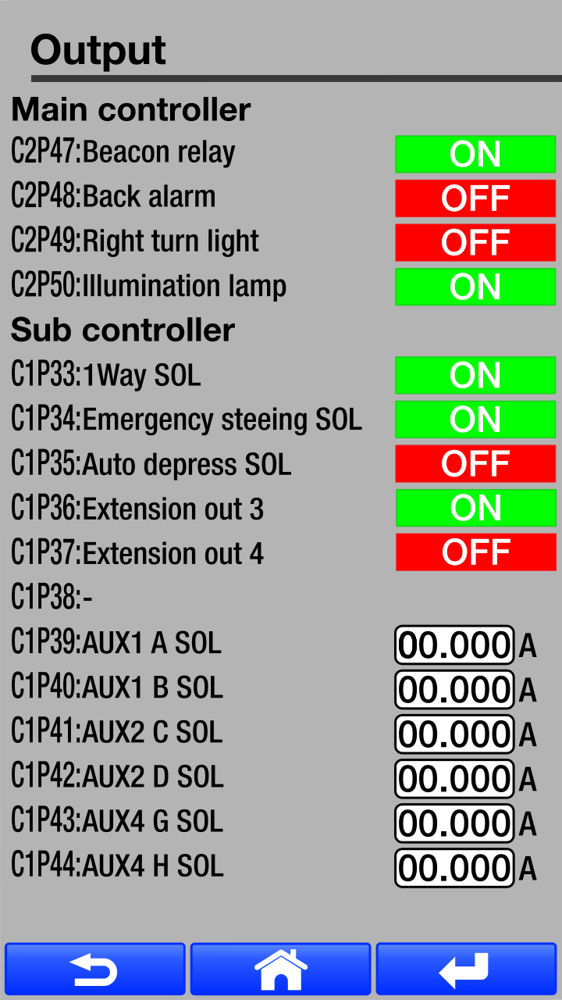 Output
Main controller
C2P47:Beacon relay ON
C2P48:Back alarm OFF
C2P49:Right turn light OFF
C2P50:Illumination lamp ON
Sub controller
C1P33:1Way SOL ON
C1P34:Emergency steeing SOL ON
C1P35:Auto depress SOL OFF
C1P36:Extension out 3 ON
C1P37:Extension out 4 OFF
C1P38:-
C1P39:AUX1 A SOL 00.000 A
C1P40:AUX1 B SOL 00.000 A
C1P41:AUX2 C SOL 00.000 A
C1P42:AUX2 D SOL 00.000 A
C1P43:AUX4 G SOL 00.000 A
C1P44:AUX4 H SOL 00.000 A